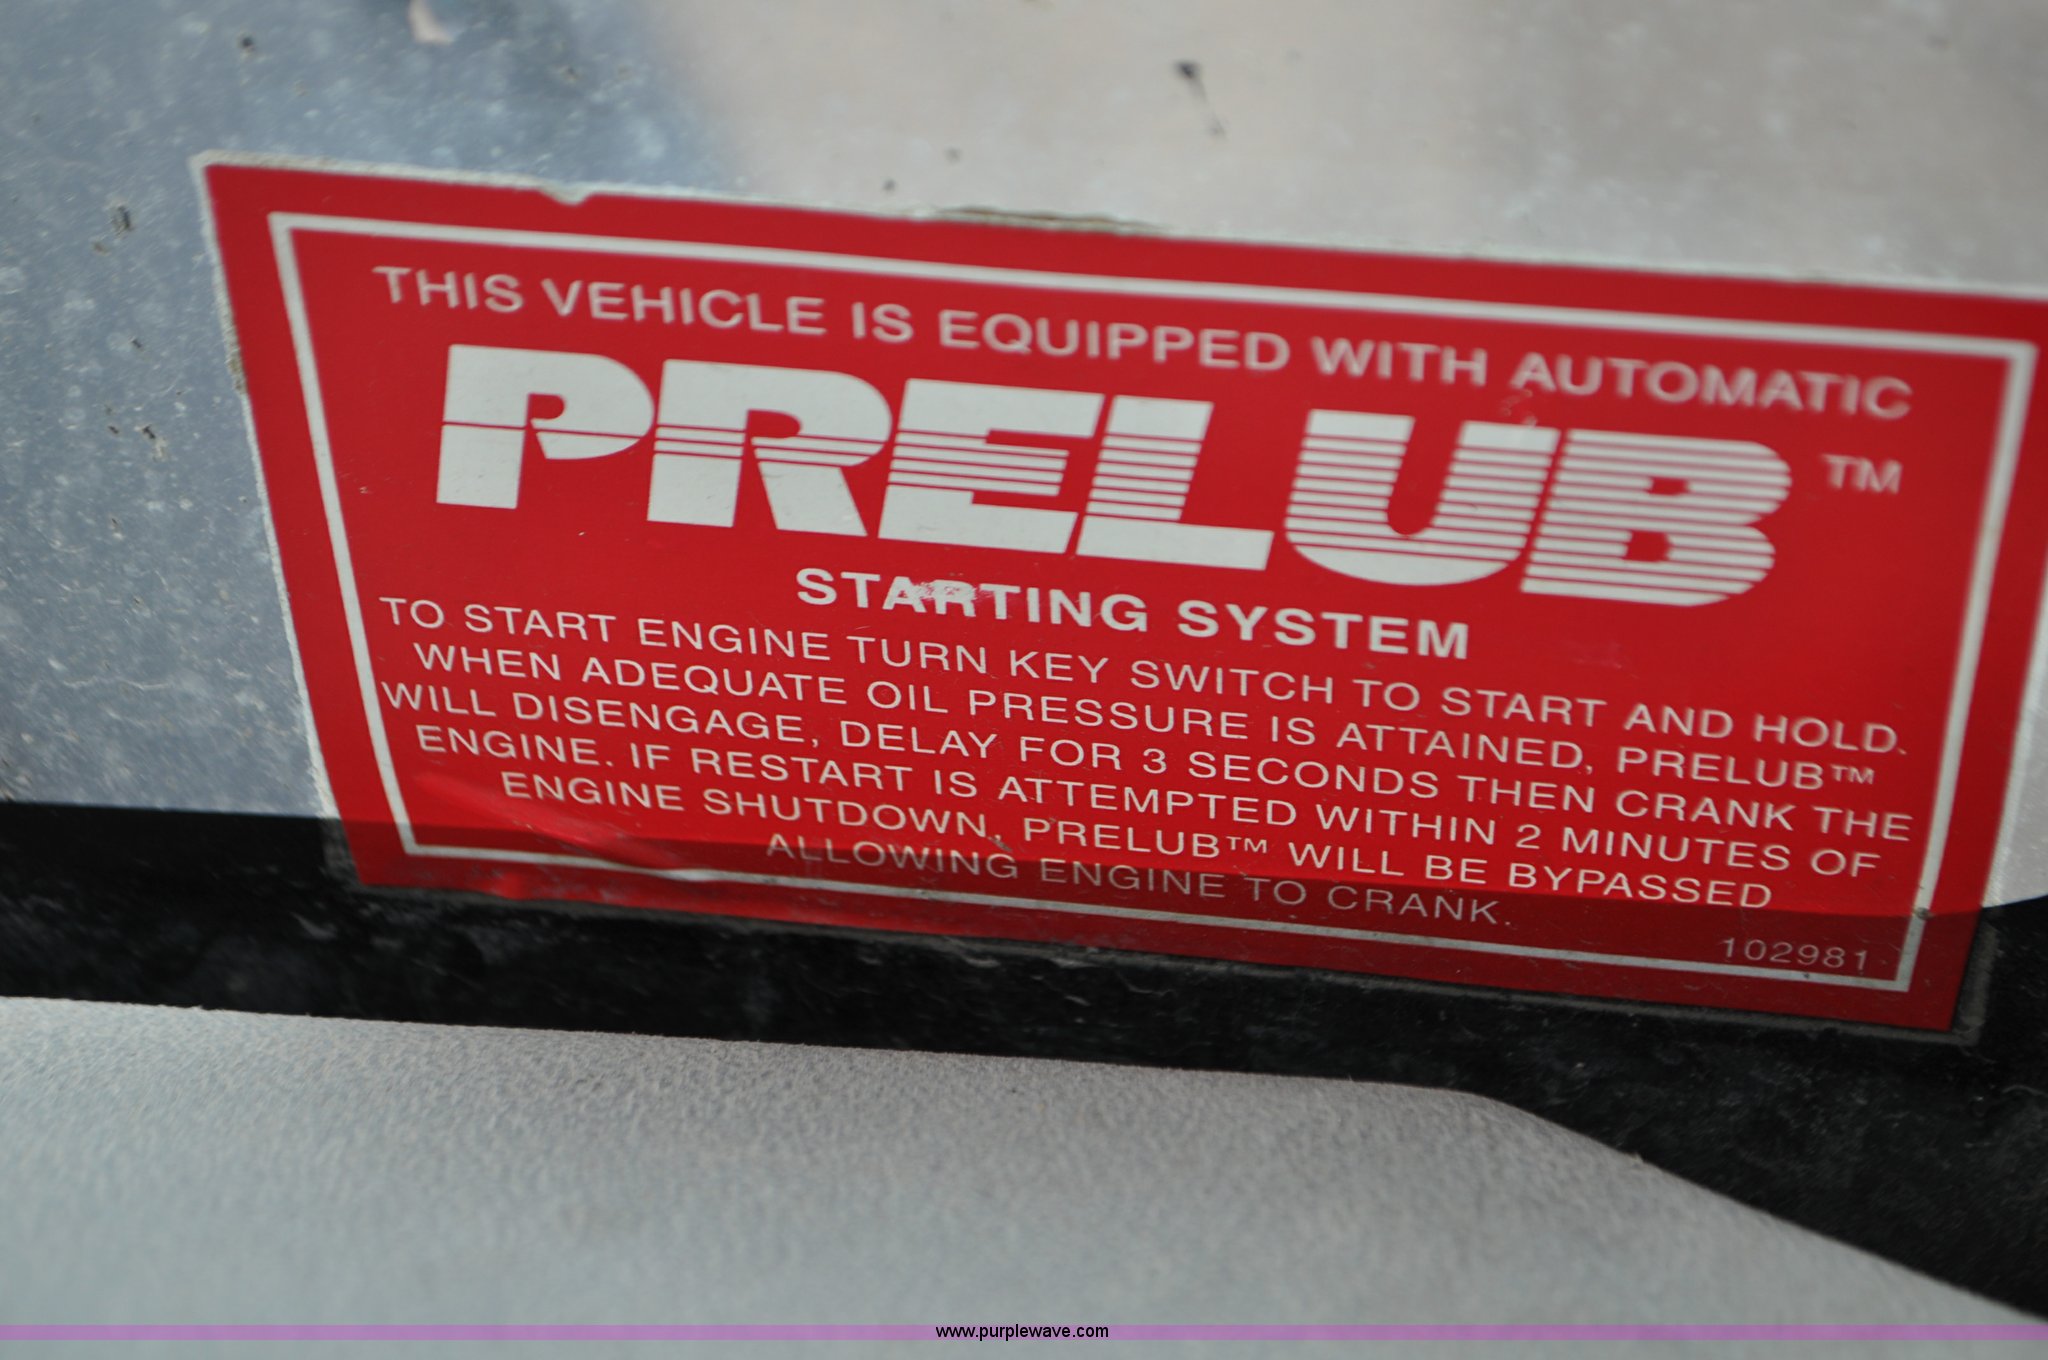 THIS VEHICLE IS EQUIPPED WITH AUTOMATIC
PRELUB™
STARTING SYSTEM
TO START ENGINE TURN KEY SWITCH TO START AND HOLD.
WHEN ADEQUATE OIL PRESSURE IS ATTAINED, PRELUB™
WILL DISENGAGE, DELAY FOR 3 SECONDS THEN CRANK THE
ENGINE. IF RESTART IS ATTEMPTED WITHIN 2 MINUTES OF
ENGINE SHUTDOWN, PRELUB™ WILL BE BYPASSED
ALLOWING ENGINE TO CRANK.
102981
www.purplewave.com